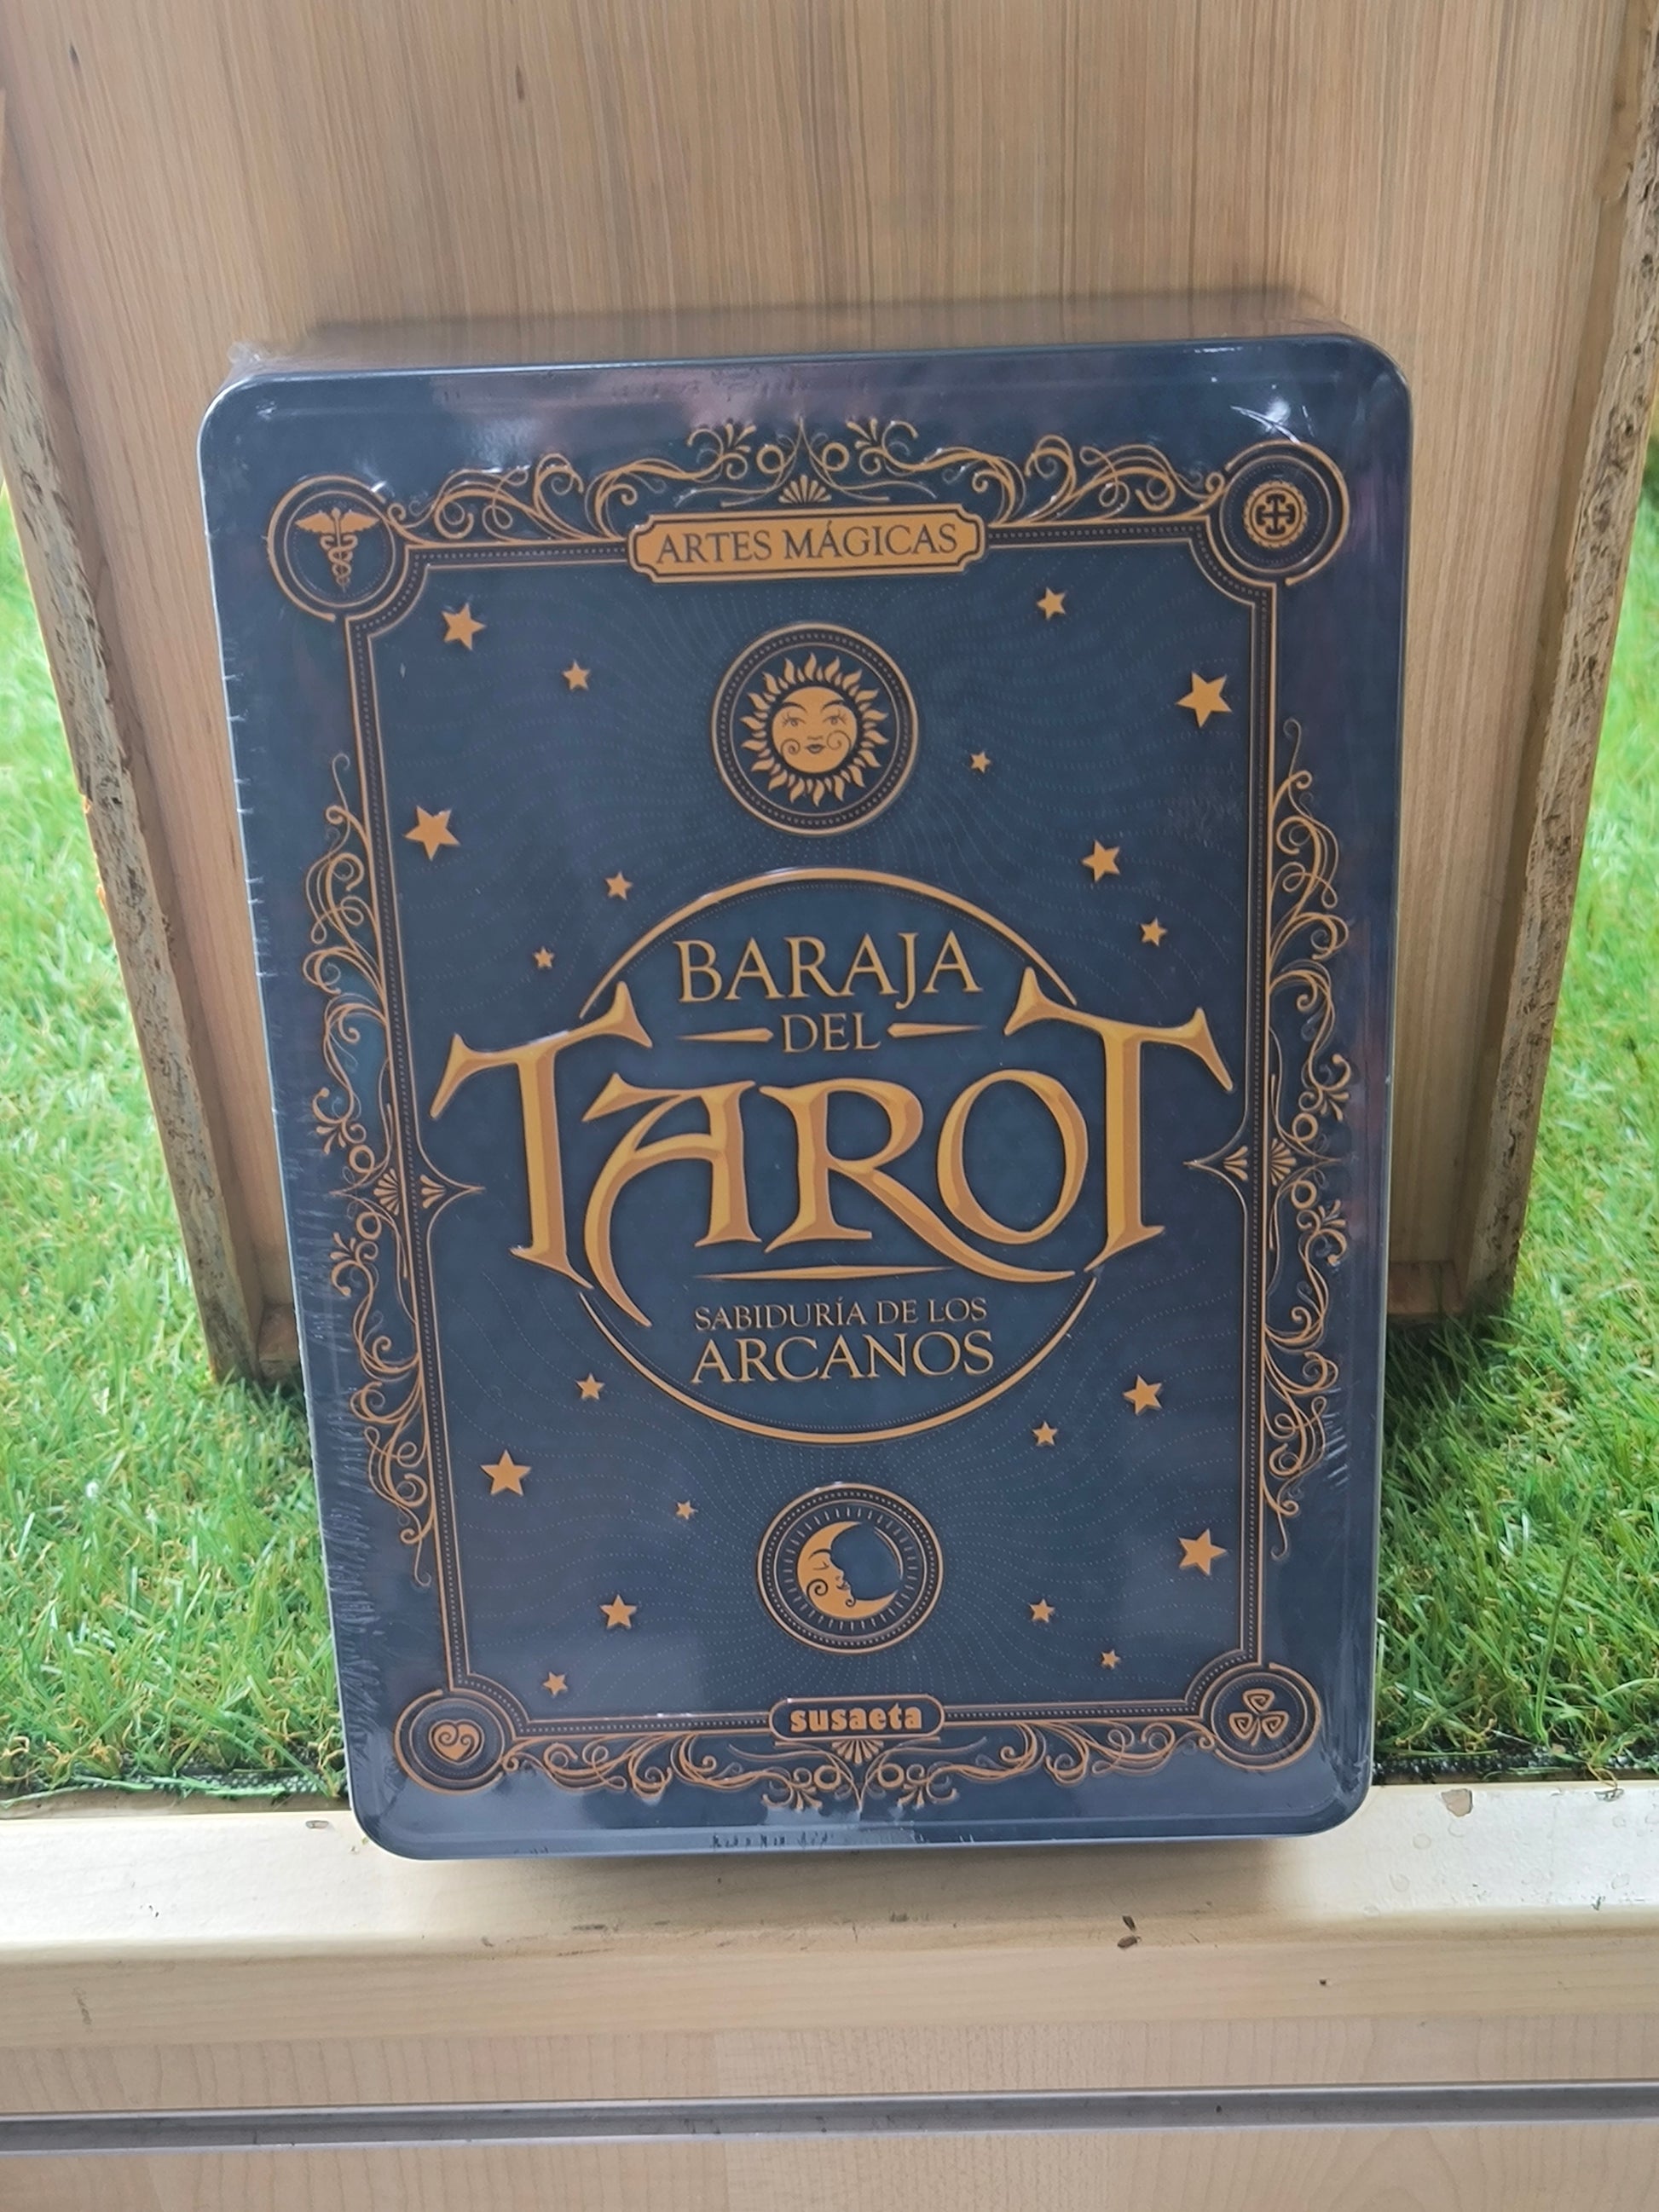 ARTES MÁGICAS
BARAJA
DEL
TAROT
SABIDURÍA DE LOS
ARCANOS
susaeta